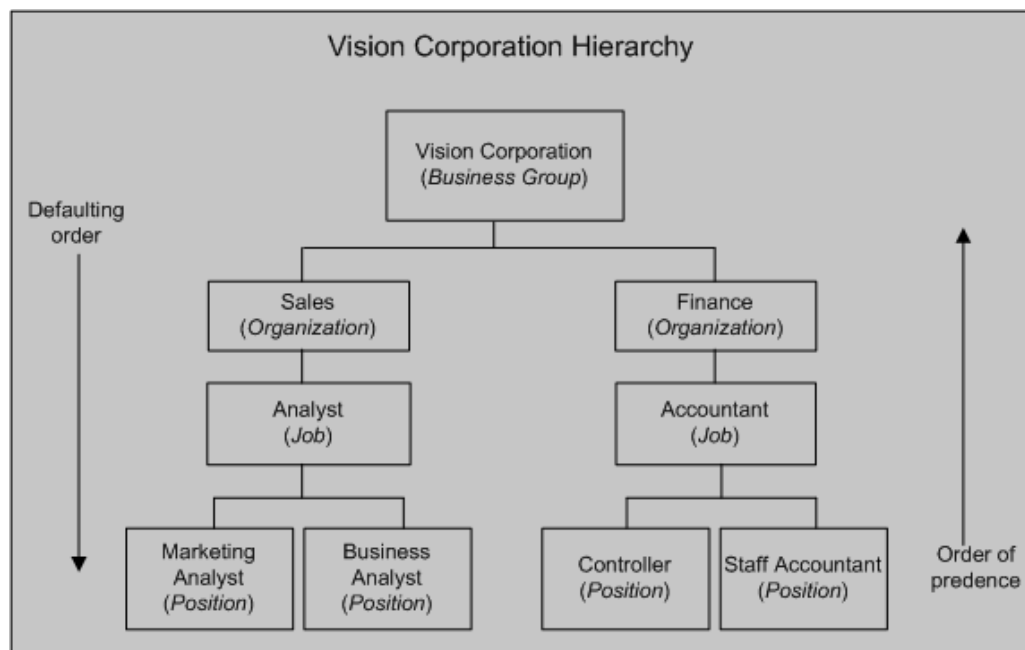 Vision Corporation Hierarchy
Vision Corporation
(Business Group)
Defaulting
order
Sales
(Organization)
Finance
(Organization)
Analyst
(Job)
Accountant
(Job)
Marketing
Analyst
(Position)
Business
Analyst
(Position)
Controller
(Position)
Staff Accountant
(Position)
Order of
predence